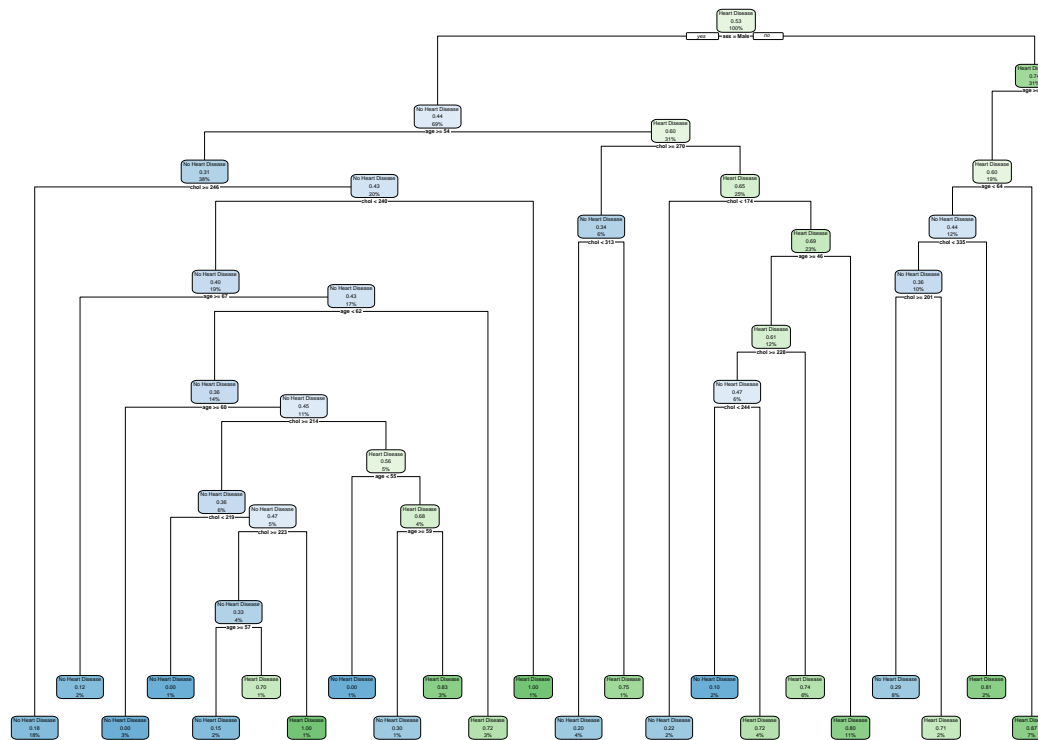 Heart Disease
0.53
100%
yes sex = Male no
Heart Dise
0.74
31%
age >=
No Heart Disease
0.44
69%
age >= 54
Heart Disease
0.60
31%
chol >= 270
No Heart Disease
0.31
38%
chol >= 246
Heart Disease
0.60
19%
age < 64
No Heart Disease
0.43
20%
chol < 240
Heart Disease
0.65
25%
chol < 174
No Heart Disease
0.34
6%
chol < 313
No Heart Disease
0.44
12%
chol < 335
Heart Disease
0.69
23%
age >= 46
No Heart Disease
0.40
19%
age >= 67
No Heart Disease
0.36
10%
chol >= 201
No Heart Disease
0.43
17%
age < 62
Heart Disease
0.61
12%
chol >= 228
No Heart Disease
0.36
14%
age >= 60
No Heart Disease
0.47
6%
chol < 244
No Heart Disease
0.45
11%
chol >= 214
Heart Disease
0.56
5%
age < 55
No Heart Disease
0.36
6%
chol < 219
No Heart Disease
0.47
5%
chol >= 223
Heart Disease
0.68
4%
age >= 59
No Heart Disease
0.33
4%
age >= 57
No Heart Disease
0.12
2%
No Heart Disease
0.00
1%
Heart Disease
0.70
1%
No Heart Disease
0.00
1%
Heart Disease
0.83
3%
Heart Disease
1.00
1%
Heart Disease
0.75
1%
No Heart Disease
0.10
2%
Heart Disease
0.74
6%
No Heart Disease
0.29
8%
Heart Disease
0.81
2%
No Heart Disease
0.18
18%
No Heart Disease
0.00
3%
No Heart Disease
0.15
2%
Heart Disease
1.00
1%
No Heart Disease
0.30
1%
Heart Disease
0.72
3%
No Heart Disease
0.20
4%
No Heart Disease
0.22
2%
Heart Disease
0.72
4%
Heart Disease
0.80
11%
Heart Disease
0.71
2%
Heart Dise
0.87
7%